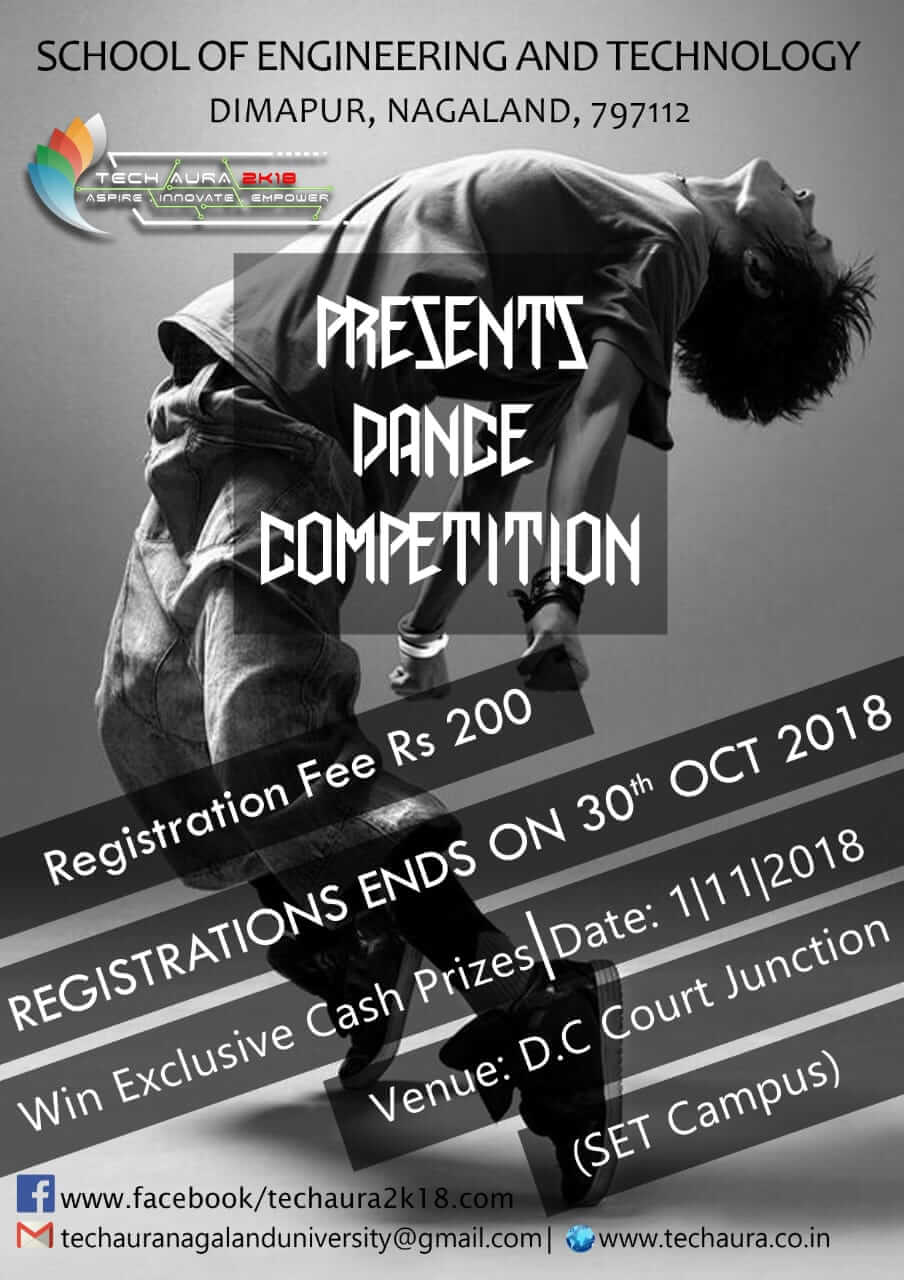 SCHOOL OF ENGINEERING AND TECHNOLOGY
DIMAPUR, NAGALAND, 797112
TECH AURA 2K18
ASPIRE . INNOVATE . EMPOWER
PRESENTS
DANCE
COMPETITION
Registration Fee Rs 200
REGISTRATIONS ENDS ON 30th OCT 2018
Win Exclusive Cash Prizes|Date: 1|11|2018
Venue: D.C Court Junction
(SET Campus)
www.facebook/techaura2k18.com
techauranagalanduniversity@gmail.com| www.techaura.co.in